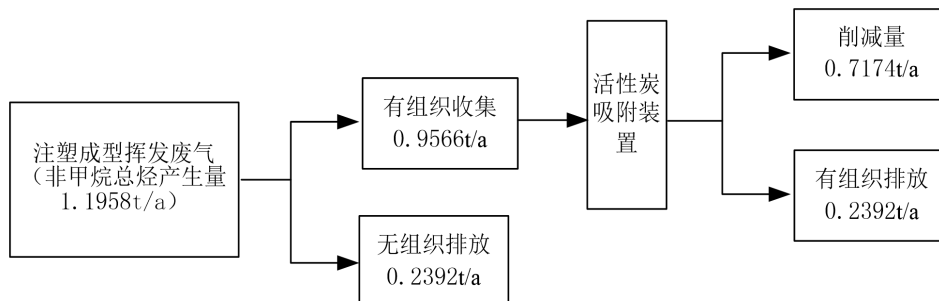 注塑成型挥发废气
（非甲烷总烃产生量
1.1958t/a）
有组织收集
0.9566t/a
无组织排放
0.2392t/a
活性炭
吸附装
置
削减量
0.7174t/a
有组织排放
0.2392t/a